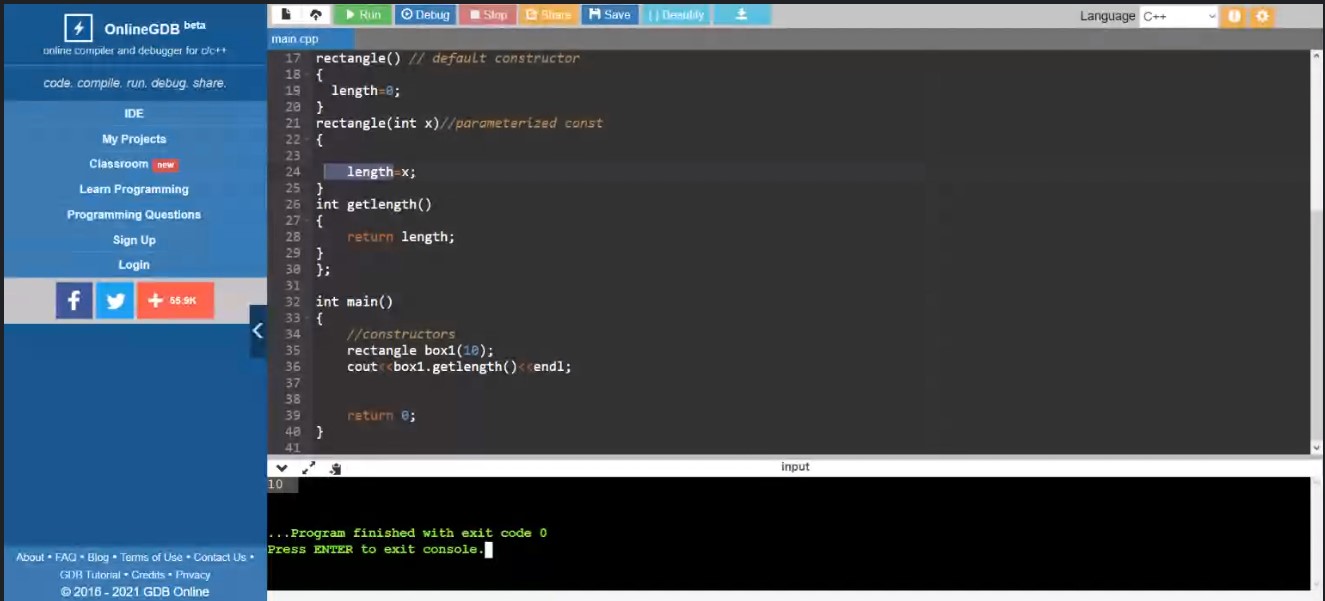 OnlineGDB beta
online compiler and debugger for c/c++
code. compile. run. debug. share.
IDE
My Projects
Classroom new
Learn Programming
Programming Questions
Sign Up
Login
f
55.9K
About • FAQ • Blog • Terms of Use • Contact Us •
GDB Tutorial • Credits • Privacy
© 2016 - 2021 GDB Online
Run Debug Stop Share Save { } Beautify
Language C++
main.cpp
17 rectangle() // default constructor
18 {
19 length=0;
20 }
21 rectangle(int x)//parameterized const
22 {
23
24 length=x;
25 }
26 int getlength()
27 {
28 return length;
29 }
30 };
31
32 int main()
33 {
34 //constructors
35 rectangle box1(10);
36 cout<<box1.getlength()<<endl;
37
38
39 return 0;
40 }
41
input
10
...Program finished with exit code 0
Press ENTER to exit console.